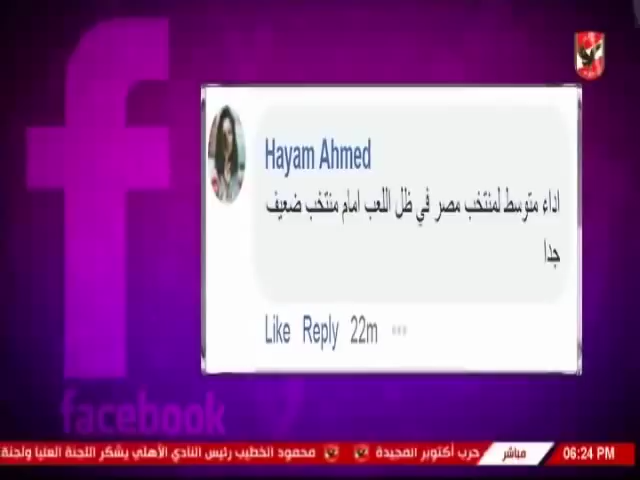 Hayam Ahmed
اداء متوسط لمنتخب مصر في ظل اللعب امام منتخب ضعيف
جدا
Like Reply 22m
facebook
حرب أكتوبر المجيدة محمود الخطيب رئيس النادي الأهلي يشكر اللجنة العليا ولجنة
مباشر
06:24 PM